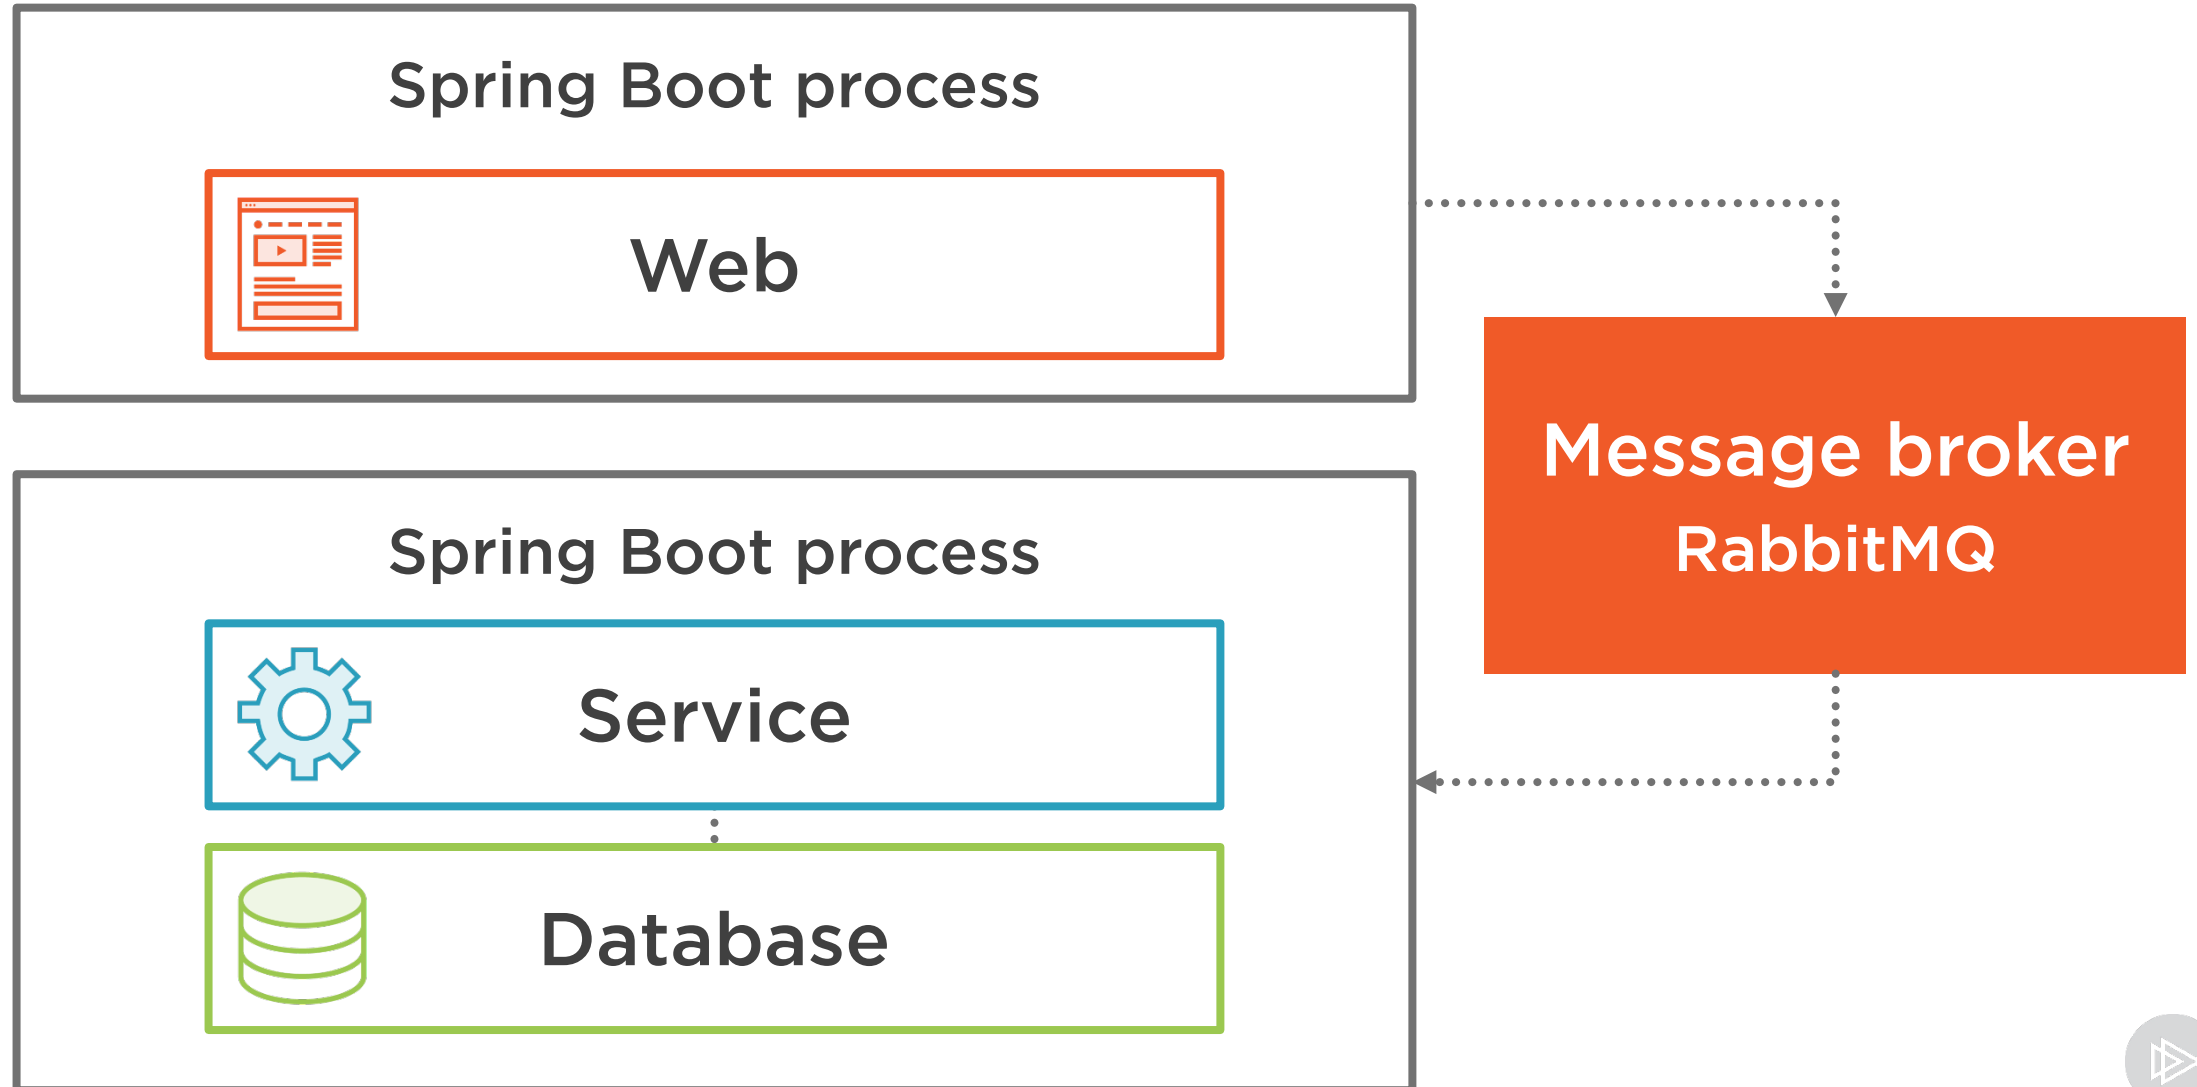 Spring Boot process
Web
Message broker
RabbitMQ
Spring Boot process
Service
Database